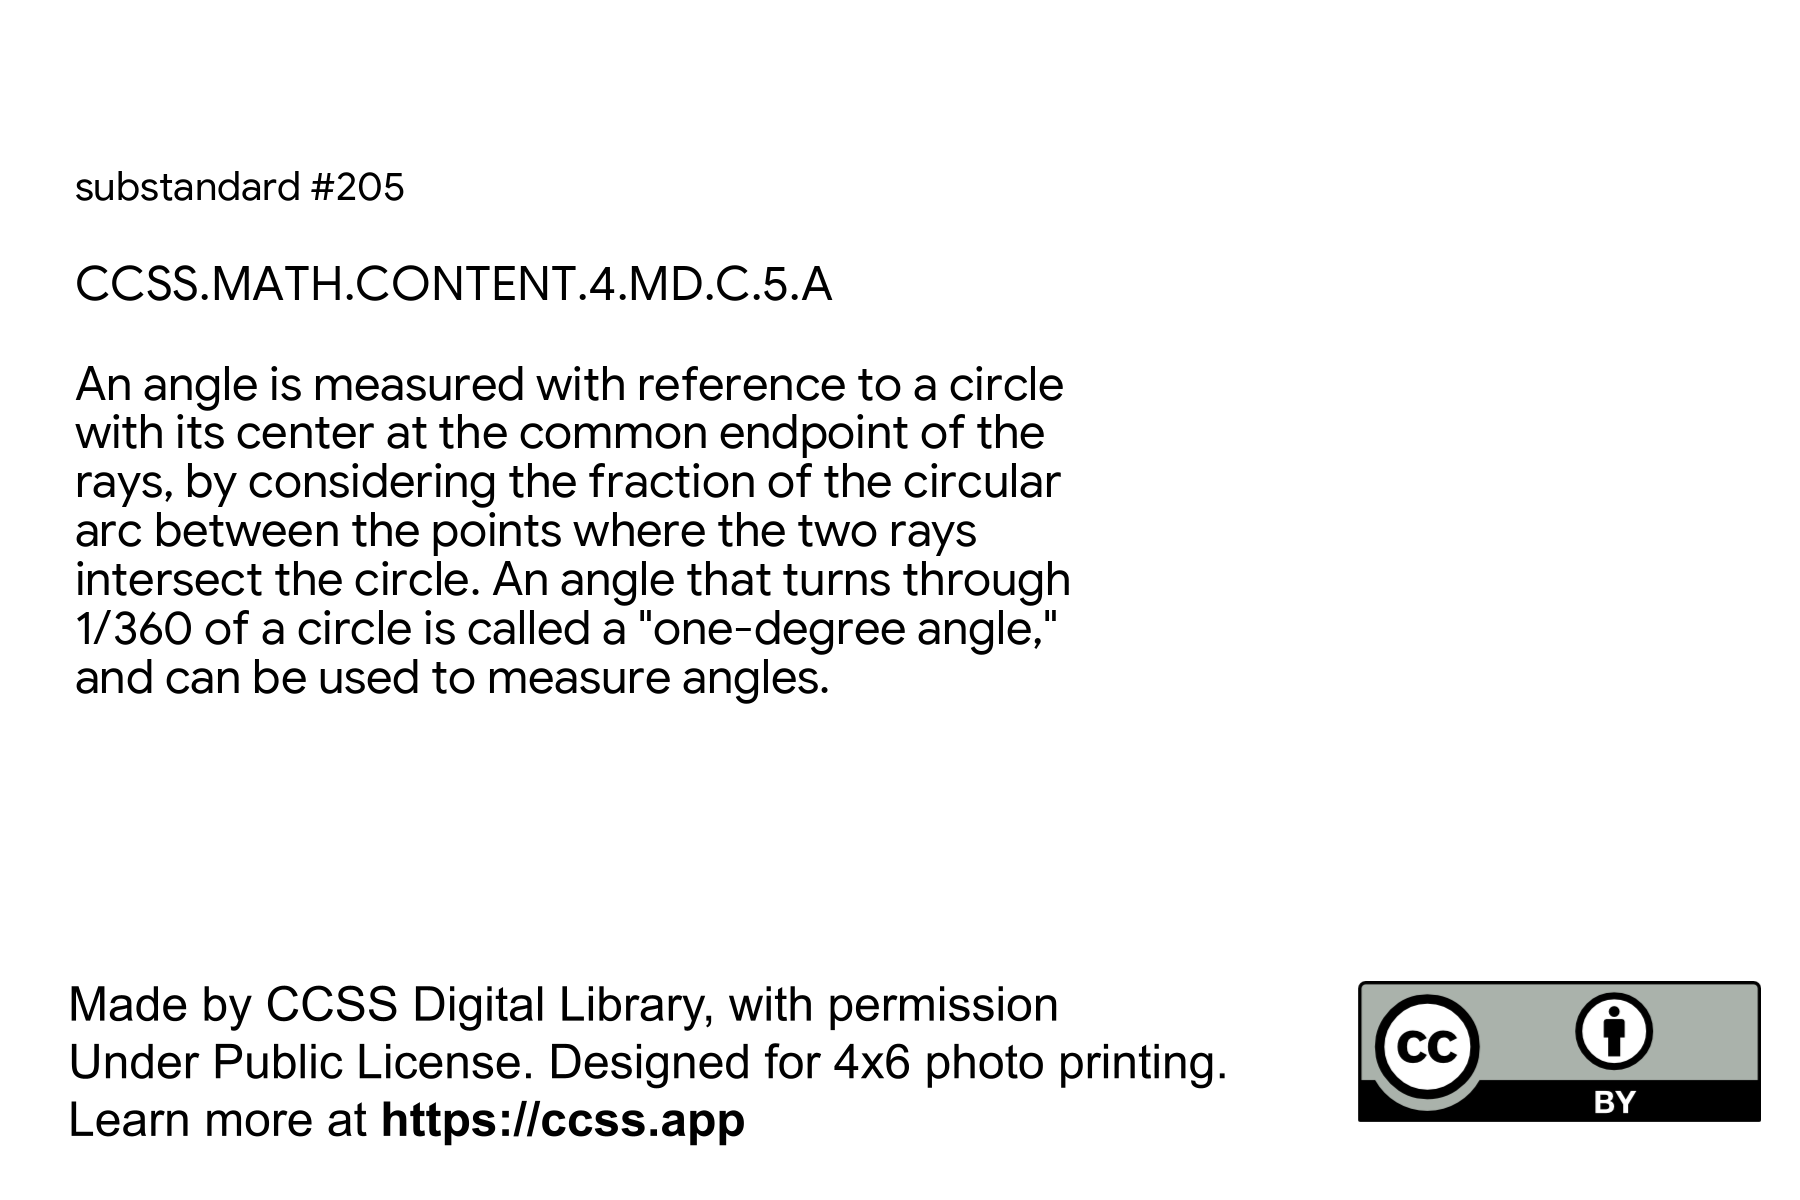 substandard #205
CCSS.MATH.CONTENT.4.MD.C.5.A
An angle is measured with reference to a circle
with its center at the common endpoint of the
rays, by considering the fraction of the circular
arc between the points where the two rays
intersect the circle. An angle that turns through
1/360 of a circle is called a "one-degree angle,"
and can be used to measure angles.
Made by CCSS Digital Library, with permission
Under Public License. Designed for 4x6 photo printing.
Learn more at https://ccss.app
CC
BY